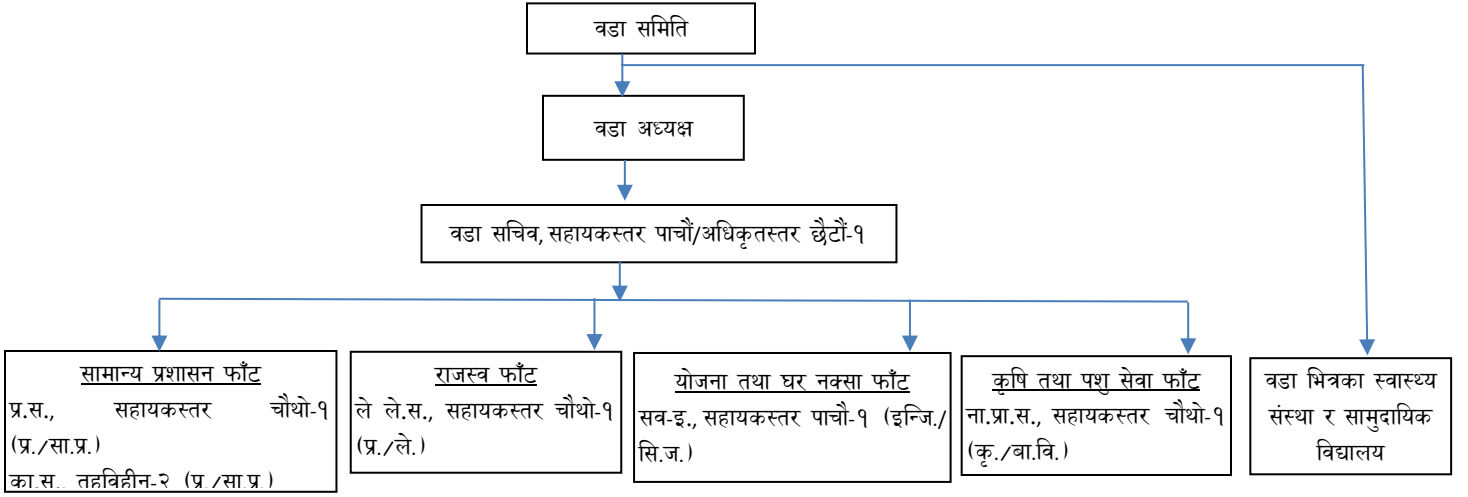 वडा समिति
वडा अध्यक्ष
वडा सचिव, सहायकस्तर पाचौं/अधिकृतस्तर छैटौं-१
सामान्य प्रशासन फाँट
प्र.स., सहायकस्तर चौथो-१
(प्र./सा.प्र.)
का.स., तहविहीन-२ (प्र./सा.प्र.)
राजस्व फाँट
ले ले.स., सहायकस्तर चौथो-१
(प्र./ले.)
योजना तथा घर नक्सा फाँट
सव-इ., सहायकस्तर पाचौ-१ (इन्जि./
सि.ज.)
कृषि तथा पशु सेवा फाँट
ना.प्रा.स., सहायकस्तर चौथो-१
(कृ./बा.वि.)
वडा भित्रका स्वास्थ्य
संस्था र सामुदायिक
विद्यालय